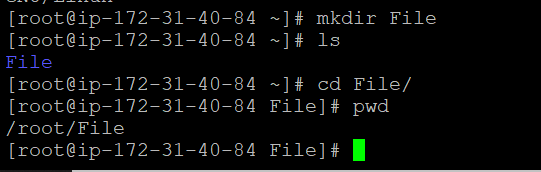 [root@ip-172-31-40-84 ~]# mkdir File
[root@ip-172-31-40-84 ~]# ls
File
[root@ip-172-31-40-84 ~]# cd File/
[root@ip-172-31-40-84 File]# pwd
/root/File
[root@ip-172-31-40-84 File]#